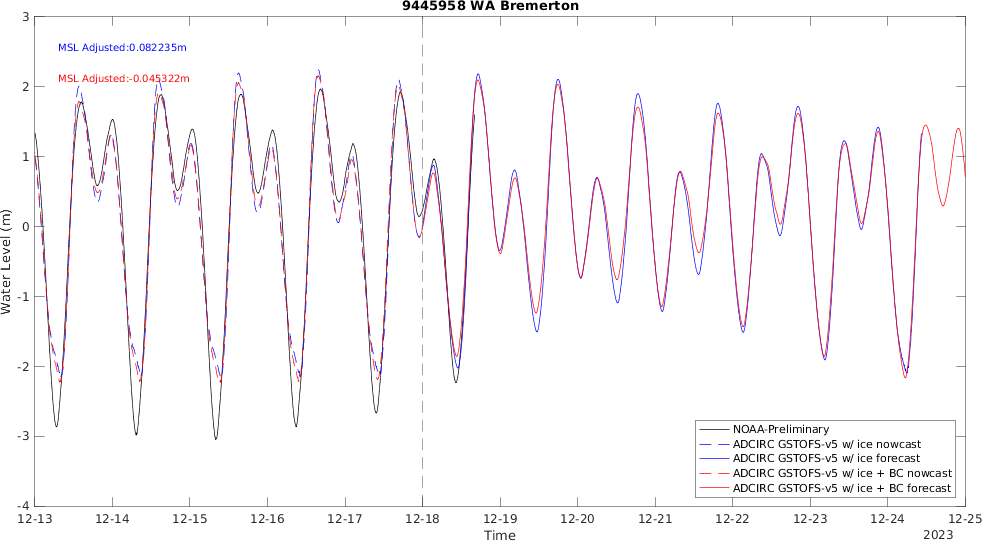 9445958 WA Bremerton
MSL Adjusted:0.082235m
MSL Adjusted:-0.045322m
Water Level (m)
3
2
1
0
-1
-2
-3
-4
NOAA-Preliminary
ADCIRC GSTOFS-v5 w/ ice nowcast
ADCIRC GSTOFS-v5 w/ ice forecast
ADCIRC GSTOFS-v5 w/ ice + BC nowcast
ADCIRC GSTOFS-v5 w/ ice + BC forecast
12-13 12-14 12-15 12-16 12-17 12-18 12-19 12-20 12-21 12-22 12-23 12-24 12-25
Time
2023